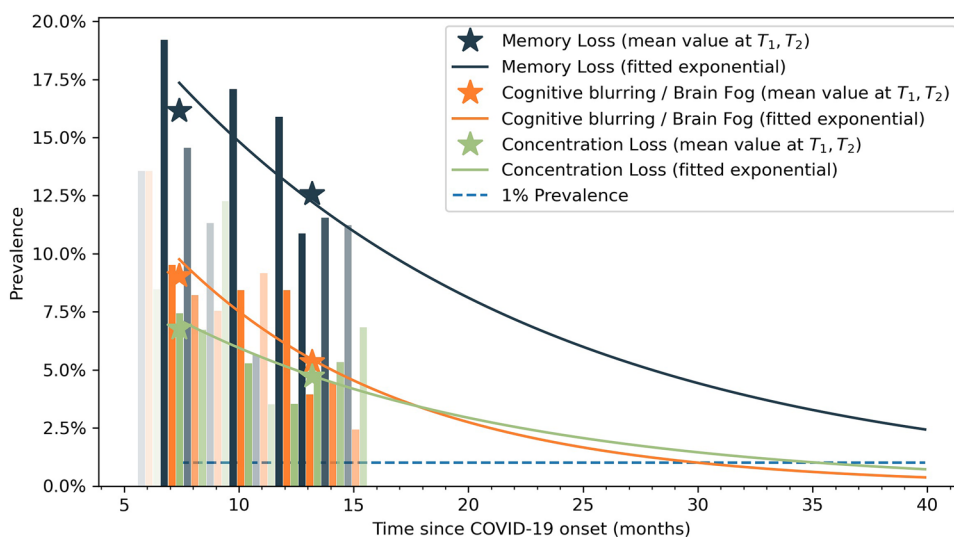 20.0%
17.5%
15.0%
12.5%
10.0%
7.5%
5.0%
2.5%
0.0%
Prevalence
Memory Loss (mean value at T₁, T₂)
Memory Loss (fitted exponential)
Cognitive blurring / Brain Fog (mean value at T₁, T₂)
Cognitive blurring / Brain Fog (fitted exponential)
Concentration Loss (mean value at T₁, T₂)
Concentration Loss (fitted exponential)
1% Prevalence
5 10 15 20 25 30 35 40
Time since COVID-19 onset (months)